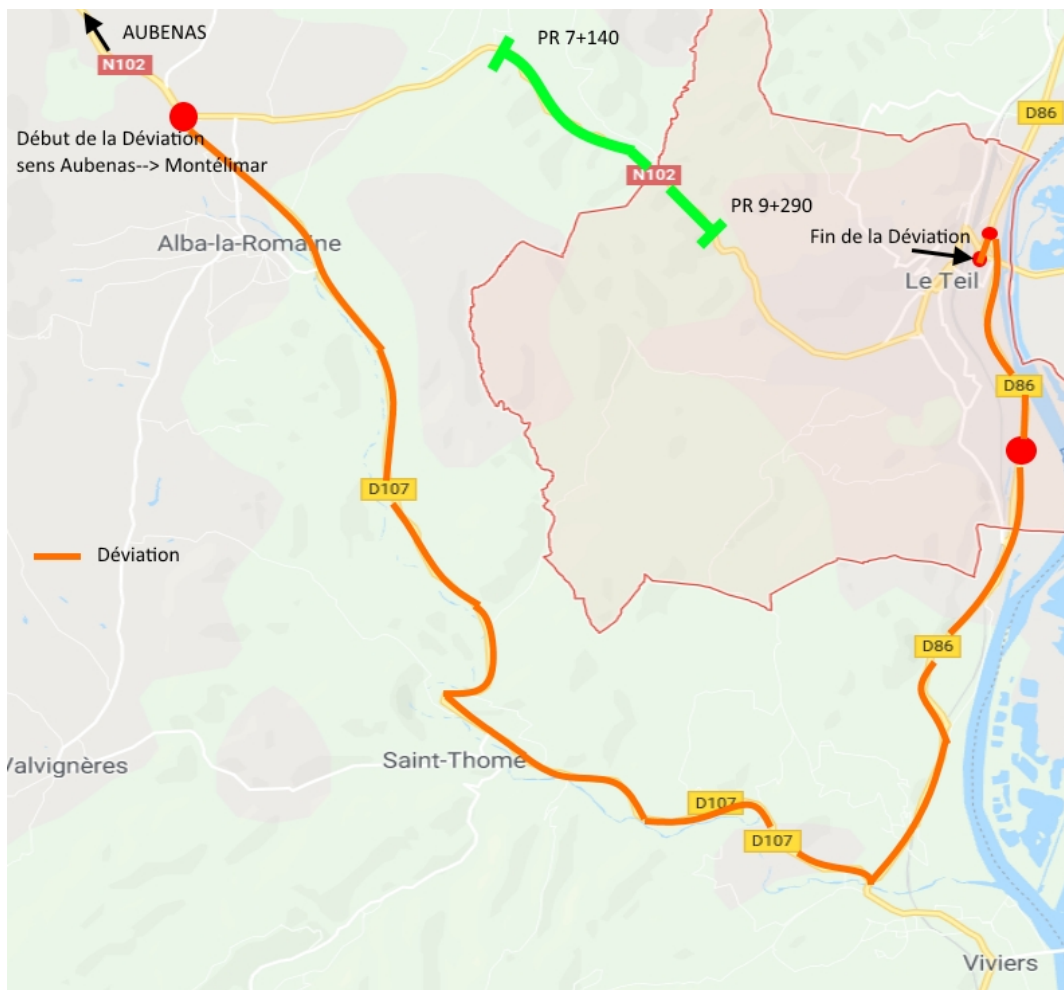 AUBENAS
PR 7+140
N102
D86
Début de la Déviation
sens Aubenas--> Montélimar
N102
PR 9+290
Alba-la-Romaine
Fin de la Déviation
Le Teil
D86
D107
Déviation
D86
Saint-Thomé
Valvignères
D107
D107
Viviers